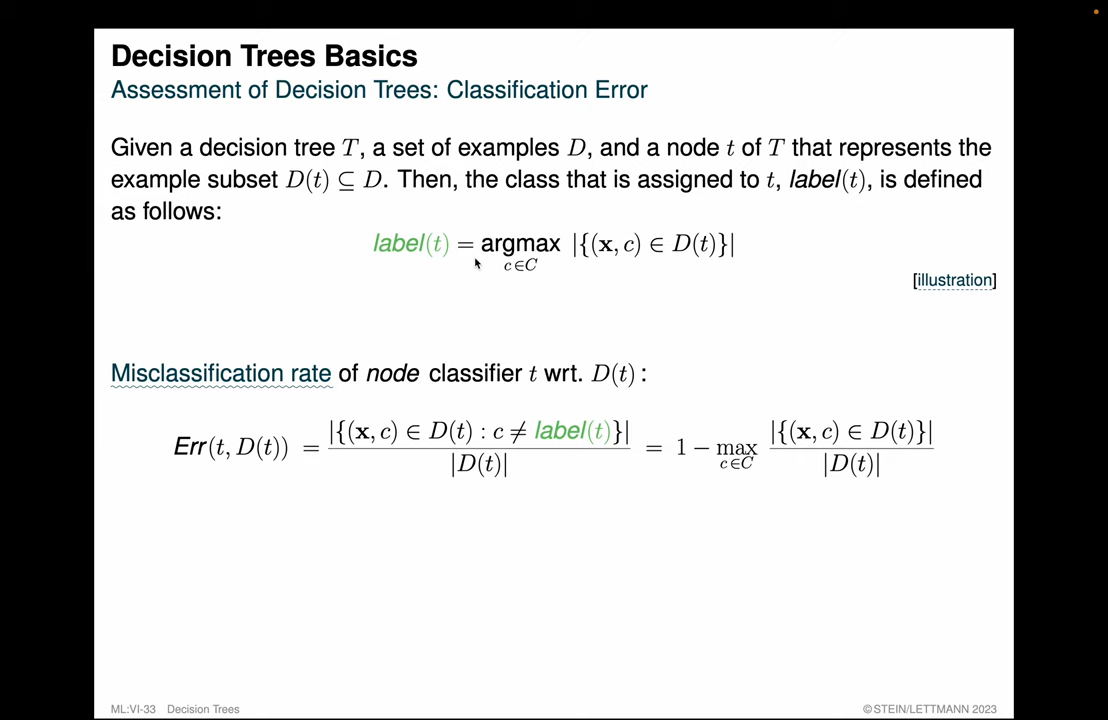 Decision Trees Basics
Assessment of Decision Trees: Classification Error
Given a decision tree T, a set of examples D, and a node t of T that represents the
example subset D(t) ⊆ D. Then, the class that is assigned to t, label(t), is defined
as follows:
label(t) = argmax |{(x, c) ∈ D(t)}|
c∈C
[illustration]
Misclassification rate of node classifier t wrt. D(t) :
Err(t, D(t)) = |{(x, c) ∈ D(t) : c ≠ label(t)}| / |D(t)| = 1 − max c∈C |{(x, c) ∈ D(t)}| / |D(t)|
ML:VI-33 Decision Trees ©STEIN/LETTMANN 2023